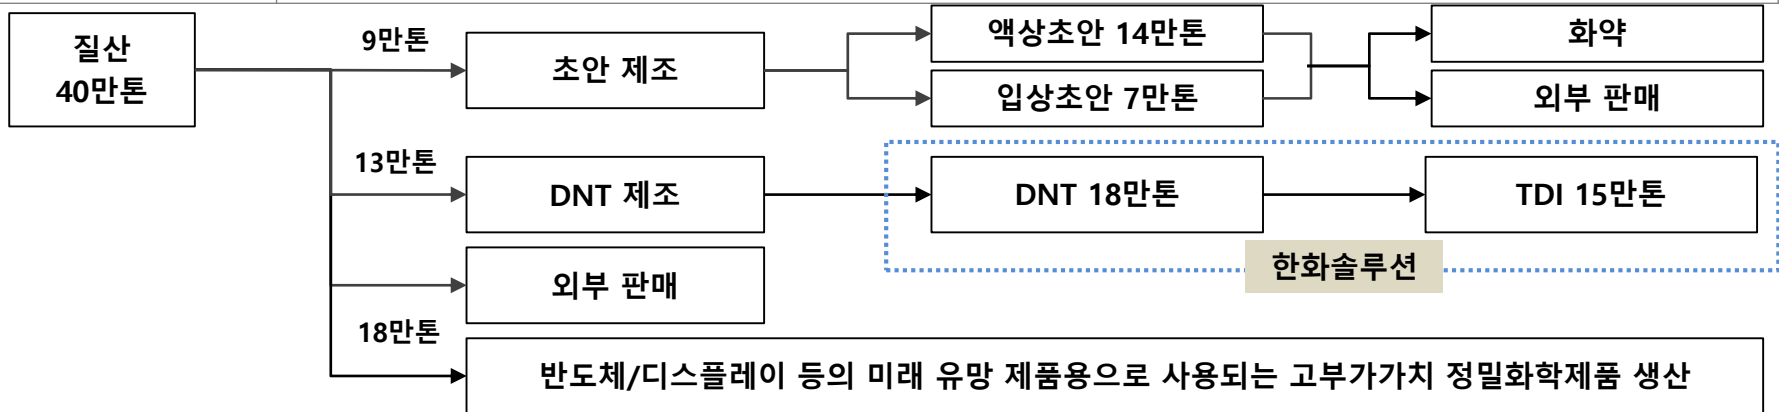 질산
40만톤
9만톤
초안 제조
액상초안 14만톤
입상초안 7만톤
화약
외부 판매
13만톤
DNT 제조
DNT 18만톤
TDI 15만톤
한화솔루션
외부 판매
18만톤
반도체/디스플레이 등의 미래 유망 제품용으로 사용되는 고부가가치 정밀화학제품 생산